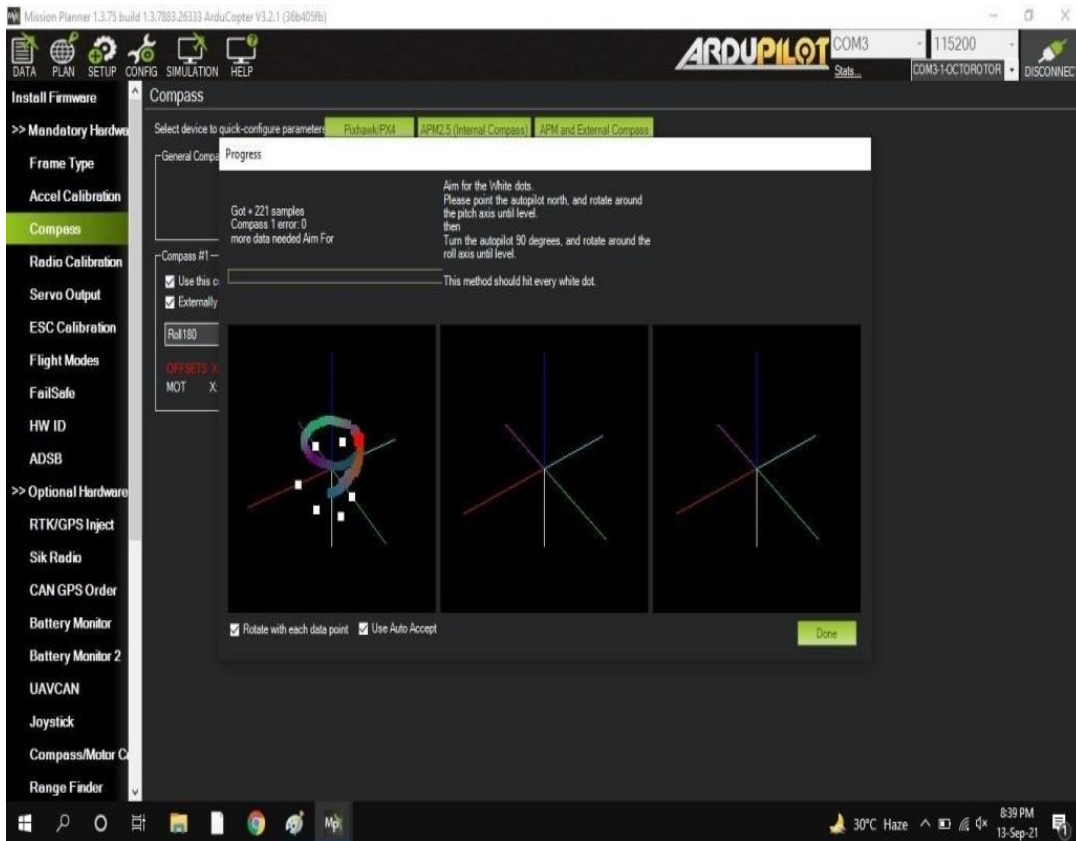 Mission Planner 1.3.75 build 1.3.7883.26333 ArduCopter V3.2.1 (36b405fb)
DATA PLAN SETUP CONFIG SIMULATION HELP
ARDUPILOT
COM3
115200
Stats...
COM3-1-OCTOROTOR
DISCONNEC
Install Firmware
>> Mandatory Hardwa
Frame Type
Accel Calibration
Compass
Radio Calibration
Servo Output
ESC Calibration
Flight Modes
FailSafe
HW ID
ADSB
>> Optional Hardware
RTK/GPS Inject
Sik Radio
CAN GPS Order
Battery Monitor
Battery Monitor 2
UAVCAN
Joystick
Compass/Motor Ca
Range Finder
Compass
Select device to quick-configure parameters
Pixhawk/PX4
APM2.5 (Internal Compass)
APM and External Compass
General Compa
Compass #1
Use this c
Externally
Roll180
OFFSETS X
MOT X:
Progress
Got + 221 samples
Compass 1 error: 0
more data needed Aim For
Aim for the White dots.
Please point the autopilot north, and rotate around
the pitch axis until level.
then
Turn the autopilot 90 degrees, and rotate around the
roll axis until level.
This method should hit every white dot.
Rotate with each data point
Use Auto Accept
Done
30°C Haze
8:39 PM
13-Sep-21